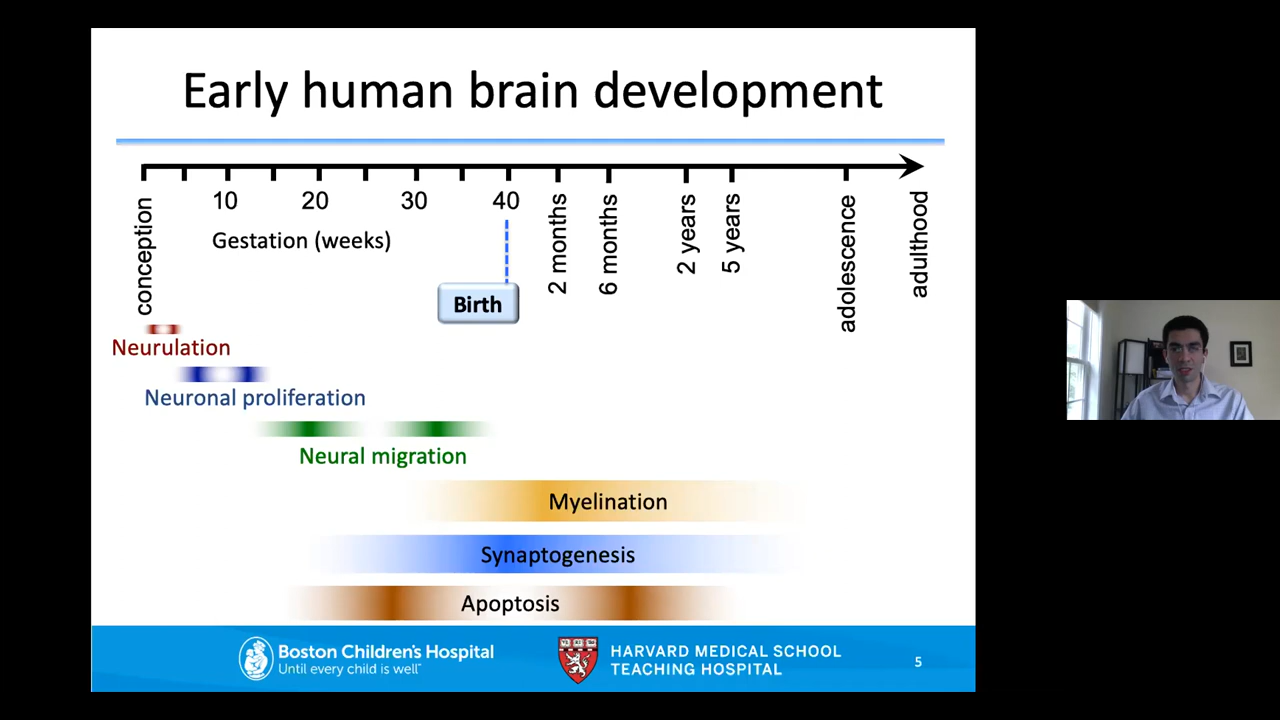 Early human brain development
10 20 30 40
conception
Gestation (weeks)
2 months
6 months
2 years
5 years
adolescence
adulthood
Birth
Neurulation
Neuronal proliferation
Neural migration
Myelination
Synaptogenesis
Apoptosis
Boston Children's Hospital
Until every child is well™
HARVARD MEDICAL SCHOOL
TEACHING HOSPITAL
5